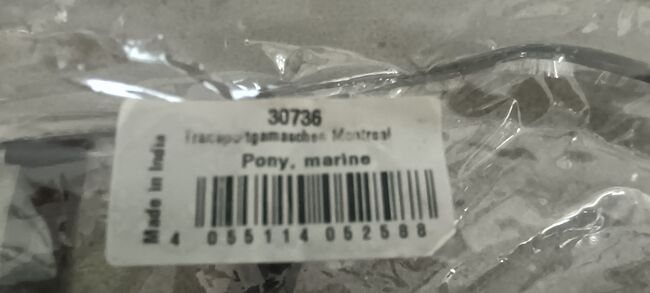 30736
Transportgamaschen Montreal
Pony, marine
Made in India
4 055114 052588